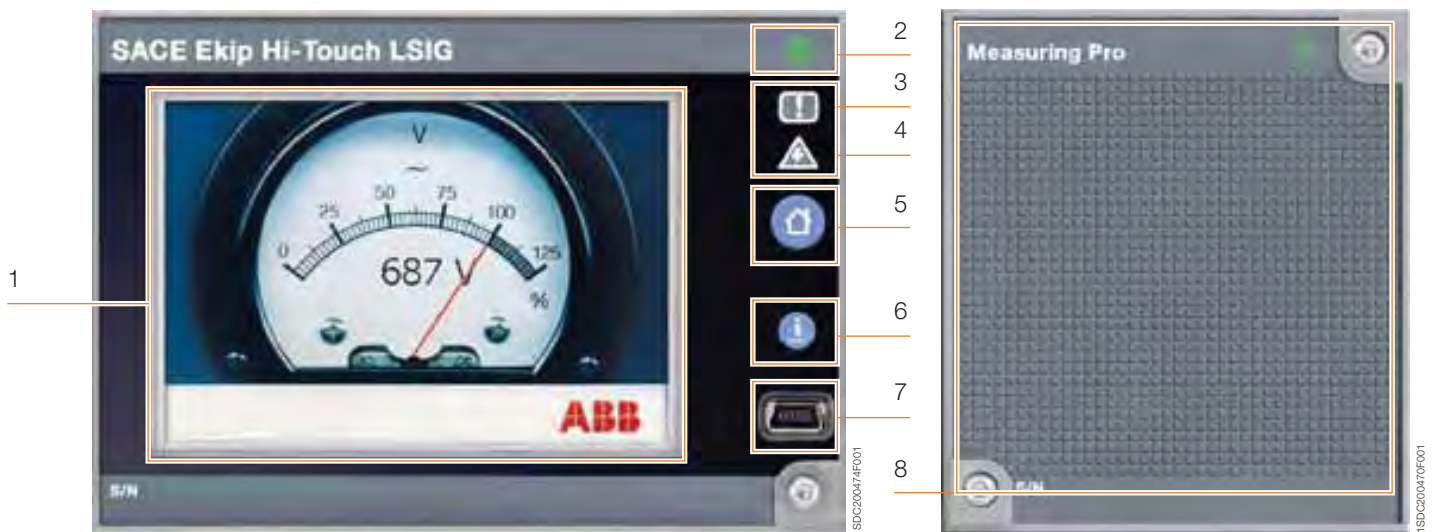 SACE Ekip Hi-Touch LSIG
V
~
0 25 50 75 100 125
%
687 V
ABB
S/N
1
2
3
4
5
6
7
8
SDC200474F001
Measuring Pro
S/N
1SDC200470F001